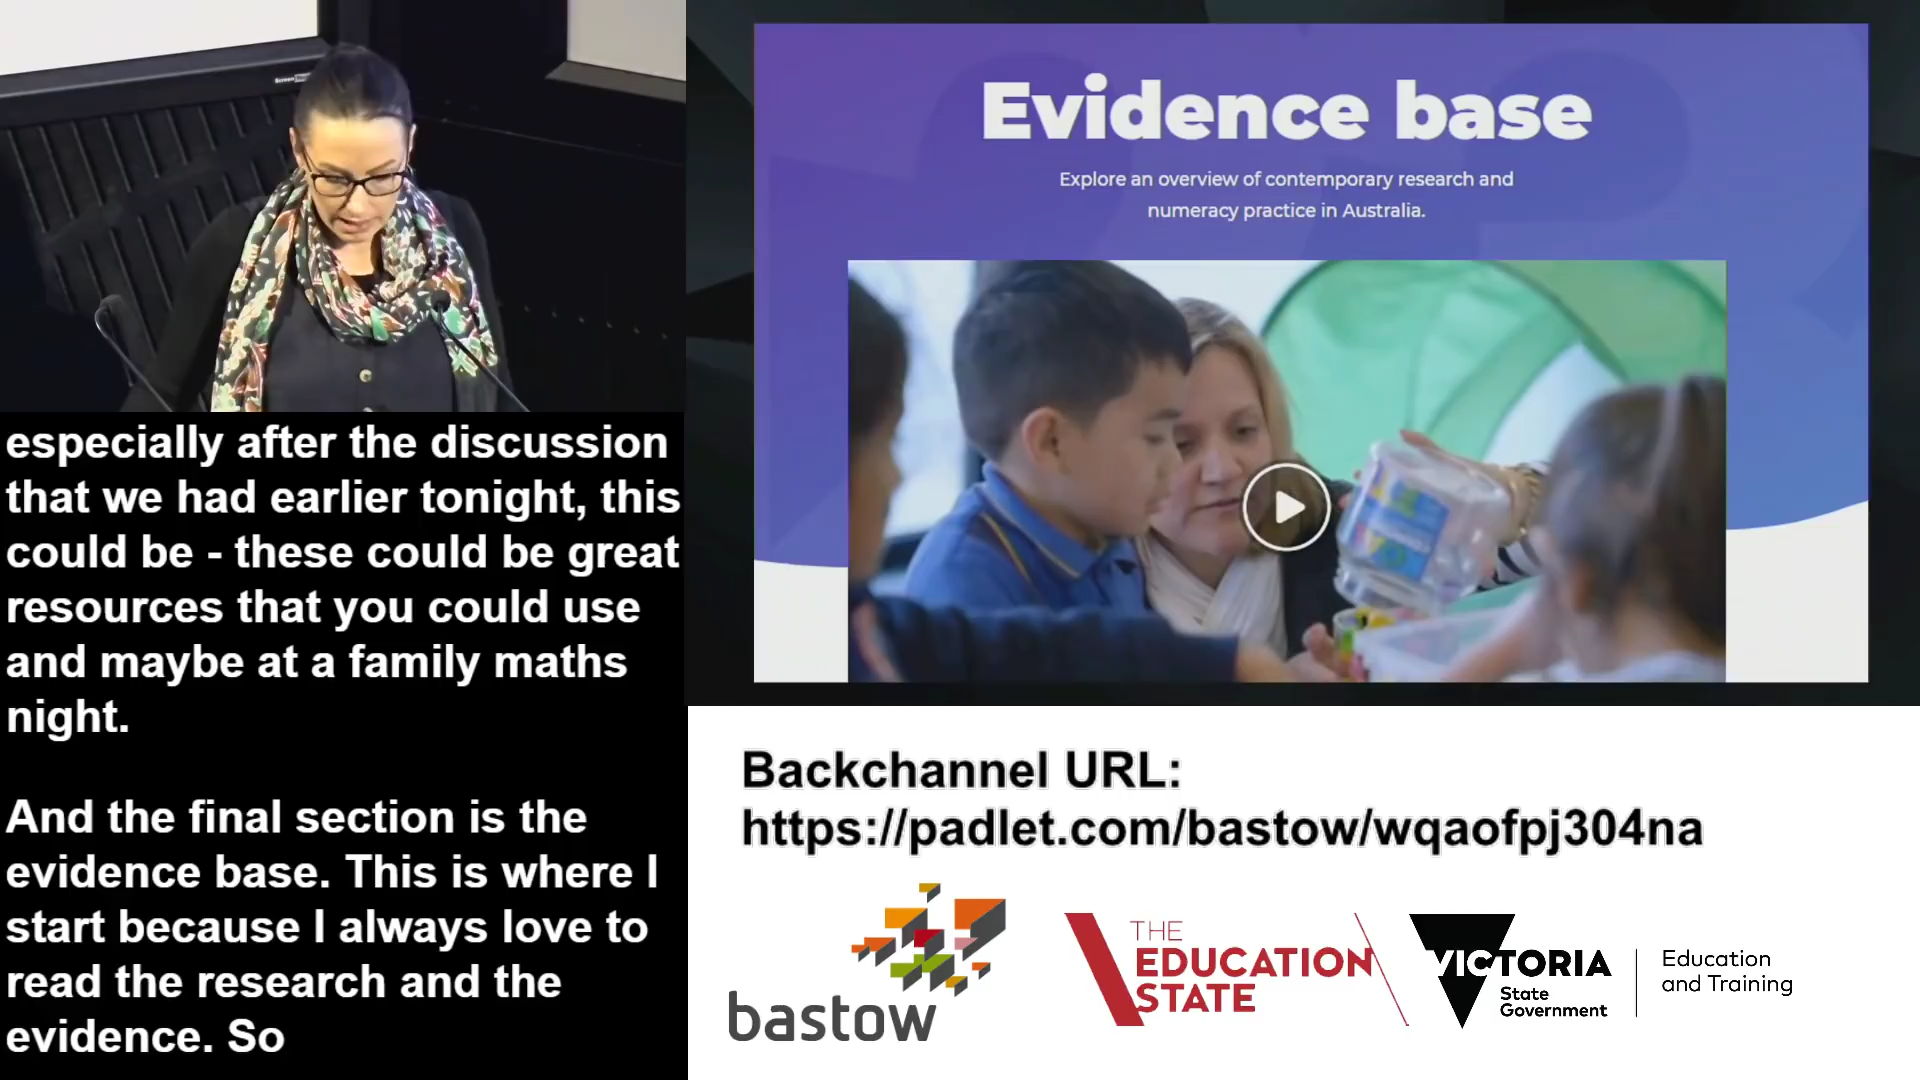 especially after the discussion
that we had earlier tonight, this
could be - these could be great
resources that you could use
and maybe at a family maths
night.
And the final section is the
evidence base. This is where I
start because I always love to
read the research and the
evidence. So
Evidence base
Explore an overview of contemporary research and
numeracy practice in Australia.
Backchannel URL:
https://padlet.com/bastow/wqaofpj304na
bastow
THE
EDUCATION
STATE
VICTORIA
State
Government
Education
and Training